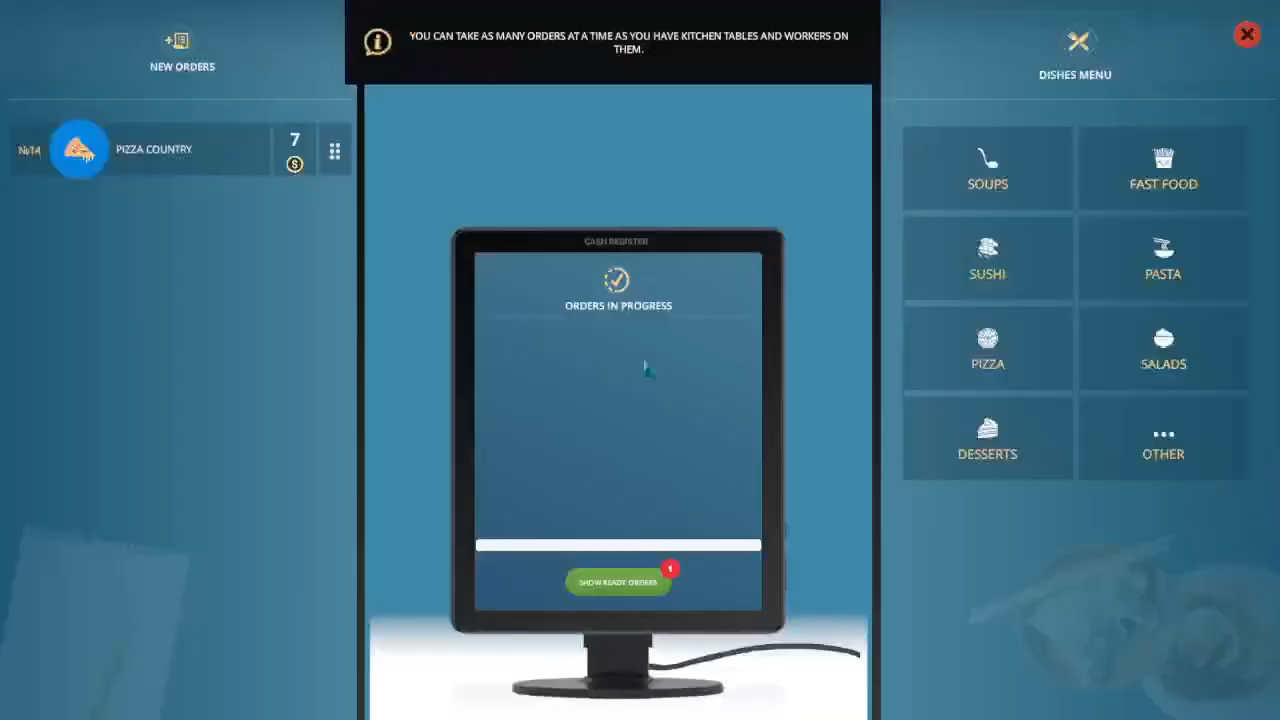 NEW ORDERS
№14
PIZZA COUNTRY
7
S
YOU CAN TAKE AS MANY ORDERS AT A TIME AS YOU HAVE KITCHEN TABLES AND WORKERS ON
THEM.
CASH REGISTER
ORDERS IN PROGRESS
SHOW READY ORDERS
1
DISHES MENU
SOUPS
FAST FOOD
SUSHI
PASTA
PIZZA
SALADS
DESSERTS
OTHER